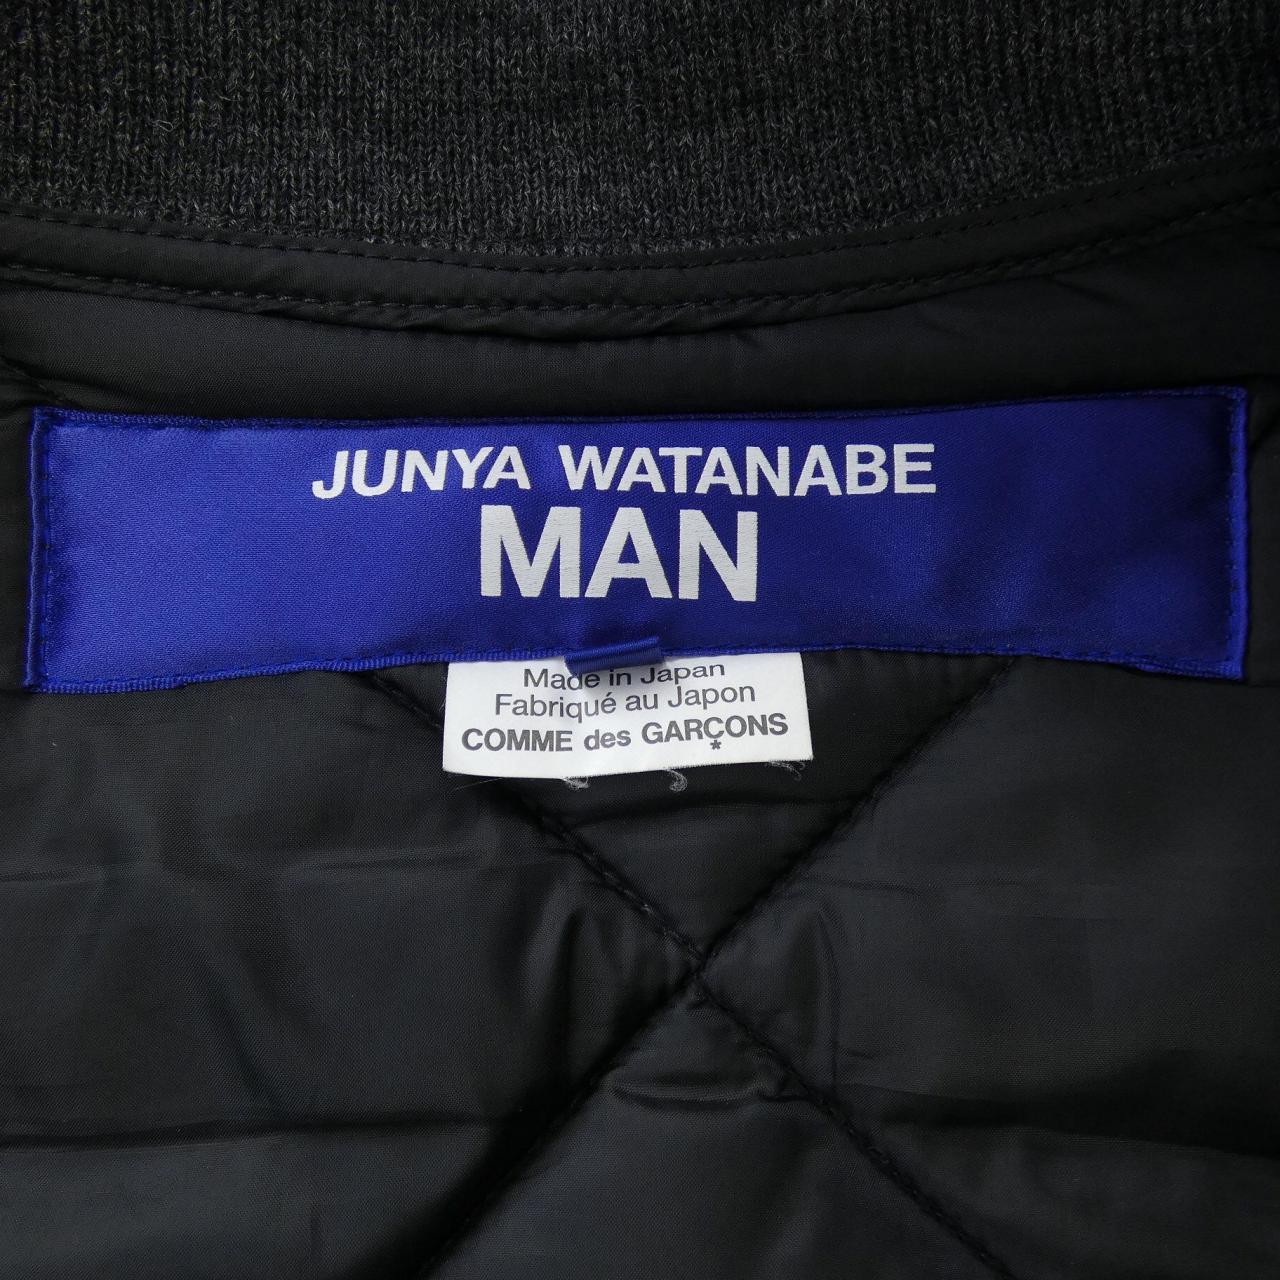 JUNYA WATANABE
MAN
Made in Japan
Fabriqué au Japon
COMME des GARÇONS
*